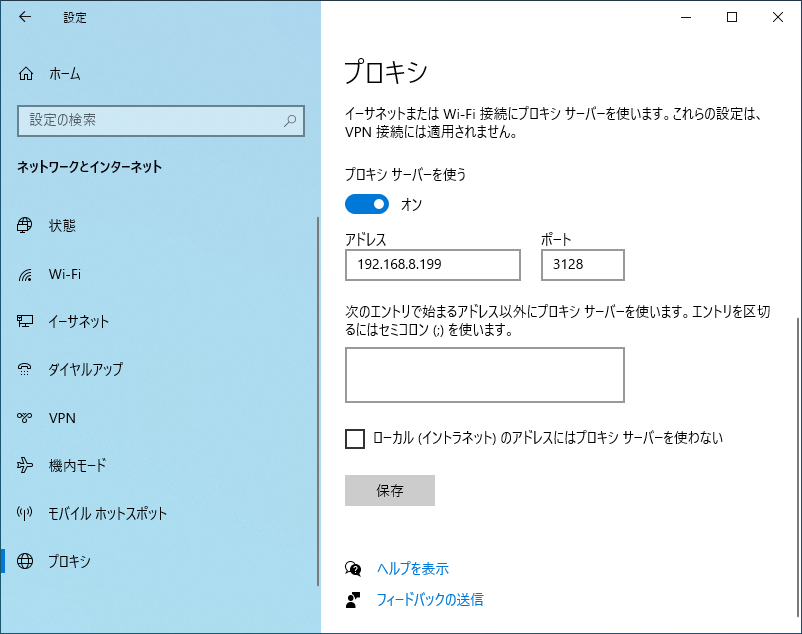 設定
ホーム
設定の検索
ネットワークとインターネット
状態
Wi-Fi
イーサネット
ダイヤルアップ
VPN
機内モード
モバイル ホットスポット
プロキシ
プロキシ
イーサネットまたは Wi-Fi 接続にプロキシ サーバーを使います。これらの設定は、
VPN 接続には適用されません。
プロキシ サーバーを使う
オン
アドレス
ポート
192.168.8.199
3128
次のエントリで始まるアドレス以外にプロキシ サーバーを使います。エントリを区切
るにはセミコロン (;) を使います。
ローカル (イントラネット) のアドレスにはプロキシ サーバーを使わない
保存
ヘルプを表示
フィードバックの送信